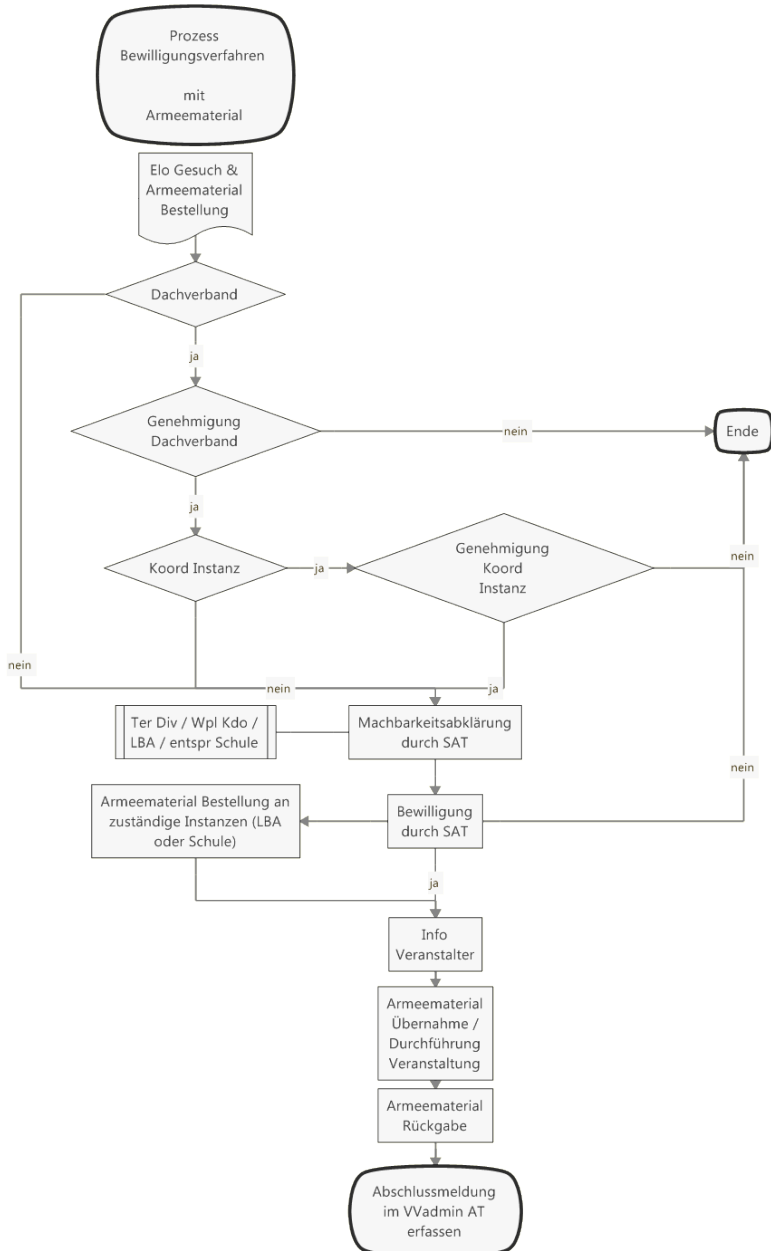 Prozess
Bewilligungsverfahren
mit
Armeematerial
Elo Gesuch &
Armeematerial
Bestellung
Dachverband
ja
Genehmigung
Dachverband
nein
Ende
ja
Koord Instanz
ja
Genehmigung
Koord
Instanz
nein
nein
nein
ja
Ter Div / Wpl Kdo /
LBA / entspr Schule
Machbarkeitsabklärung
durch SAT
nein
Armeematerial Bestellung an
zuständige Instanzen (LBA
oder Schule)
Bewilligung
durch SAT
ja
Info
Veranstalter
Armeematerial
Übernahme /
Durchführung
Veranstaltung
Armeematerial
Rückgabe
Abschlussmeldung
im VVadmin AT
erfassen